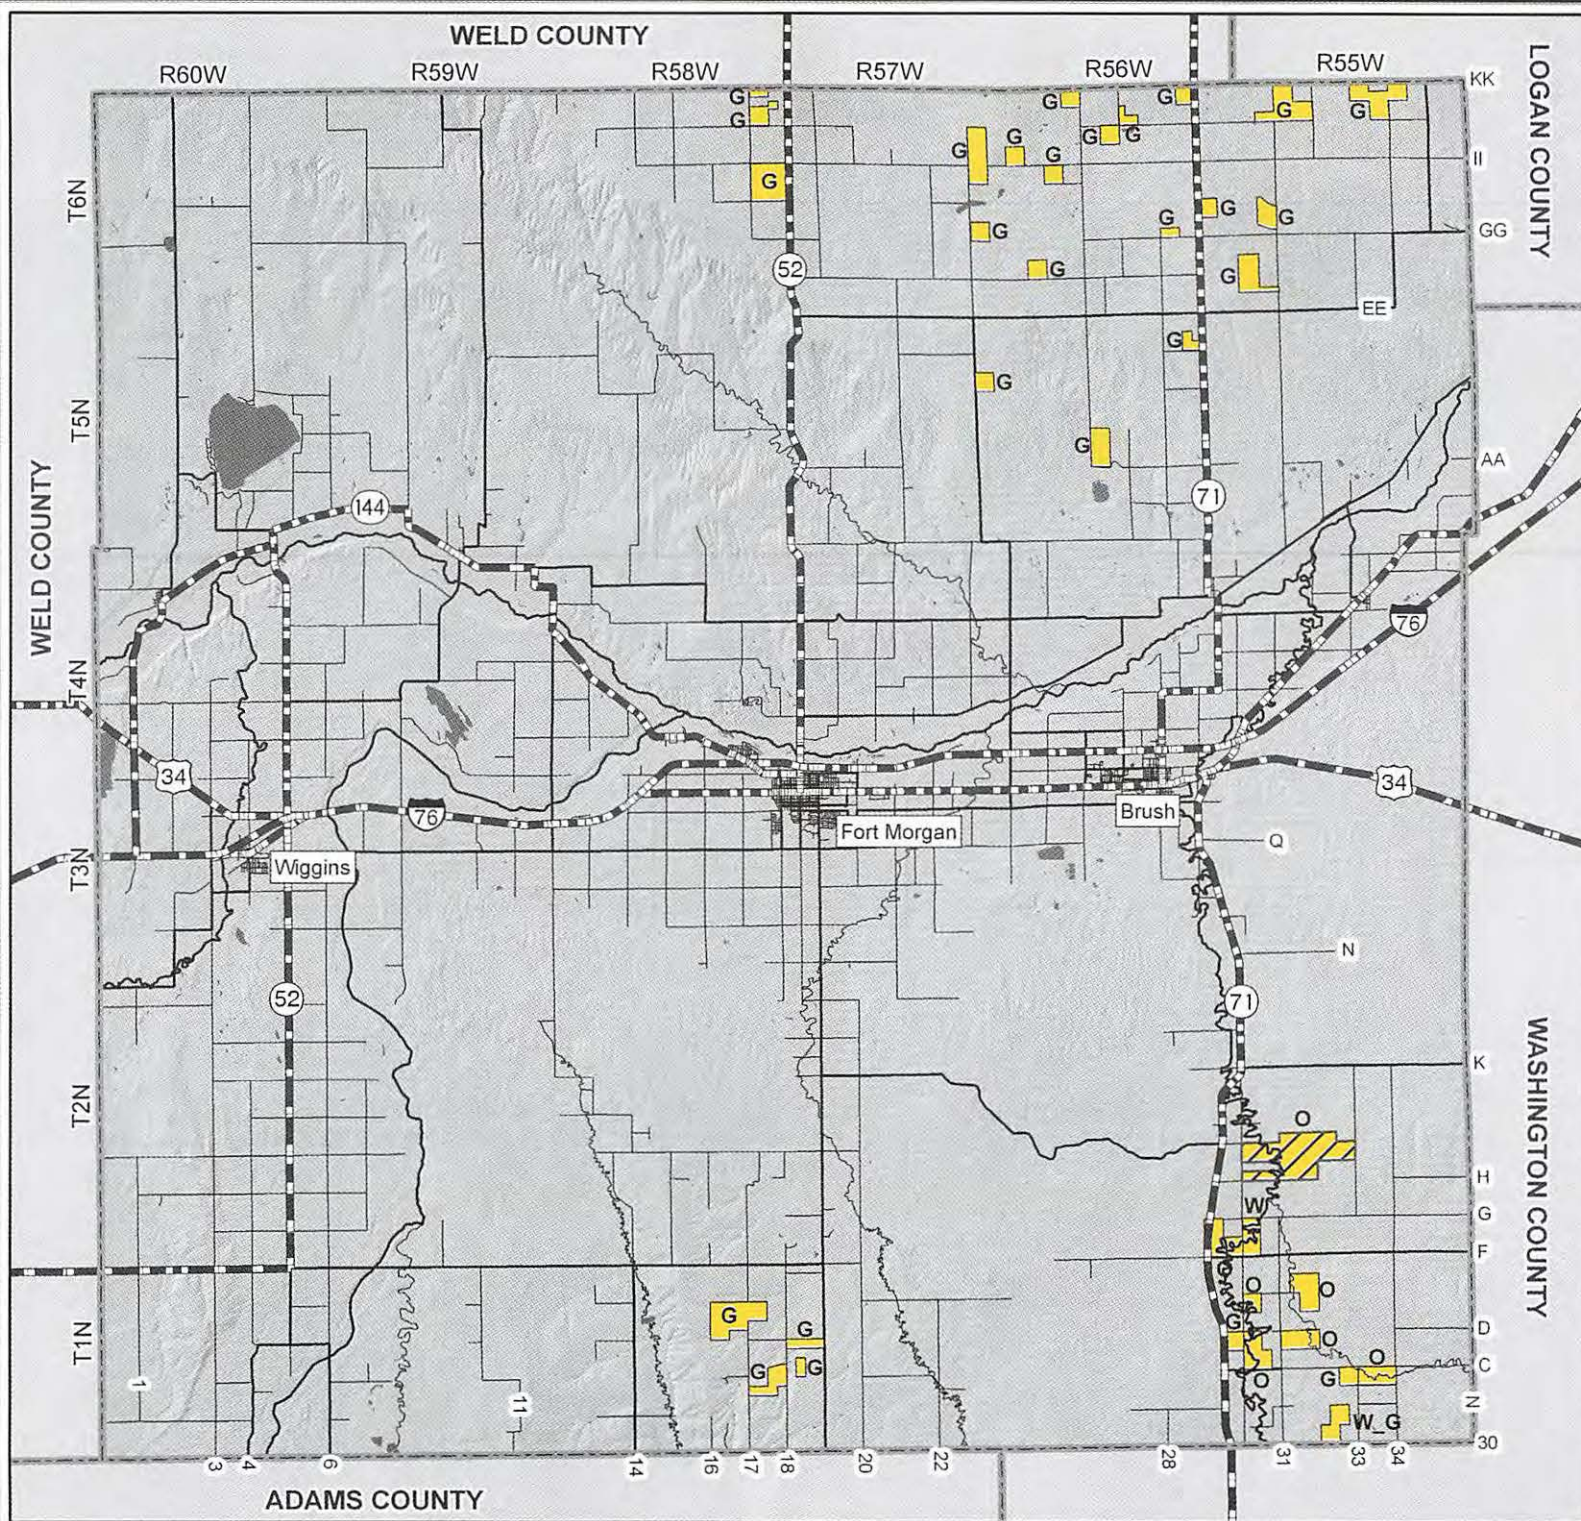 WELD COUNTY
R60W
R59W
R58W
R57W
R56W
R55W
KK
LOGAN COUNTY
G
G
G
G
G
G
G
G
G
G
G
II
T6N
G
G
G
G
G
G
GG
G
52
G
G
EE
G
G
T5N
G
AA
WELD COUNTY
144
71
76
T4N
34
34
76
Brush
Fort Morgan
Q
Wiggins
T3N
N
52
71
WASHINGTON COUNTY
K
T2N
O
H
W
G
F
O
O
O
G
G
G
D
T1N
O
O
G
G
G
C
O
1
11
N
W_G
30
3
4
6
14
16
17
18
20
22
28
31
33
34
ADAMS COUNTY